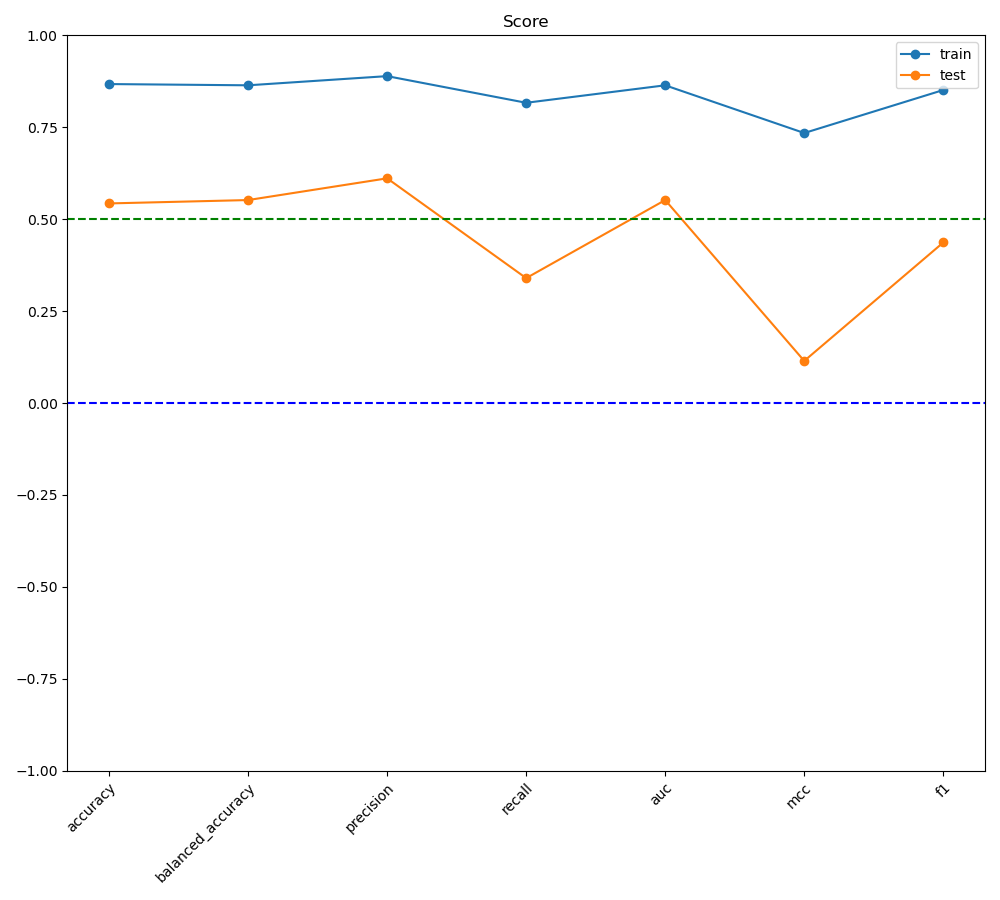 Score
train
test
1.00
0.75
0.50
0.25
0.00
−0.25
−0.50
−0.75
−1.00
accuracy
balanced_accuracy
precision
recall
auc
mcc
f1